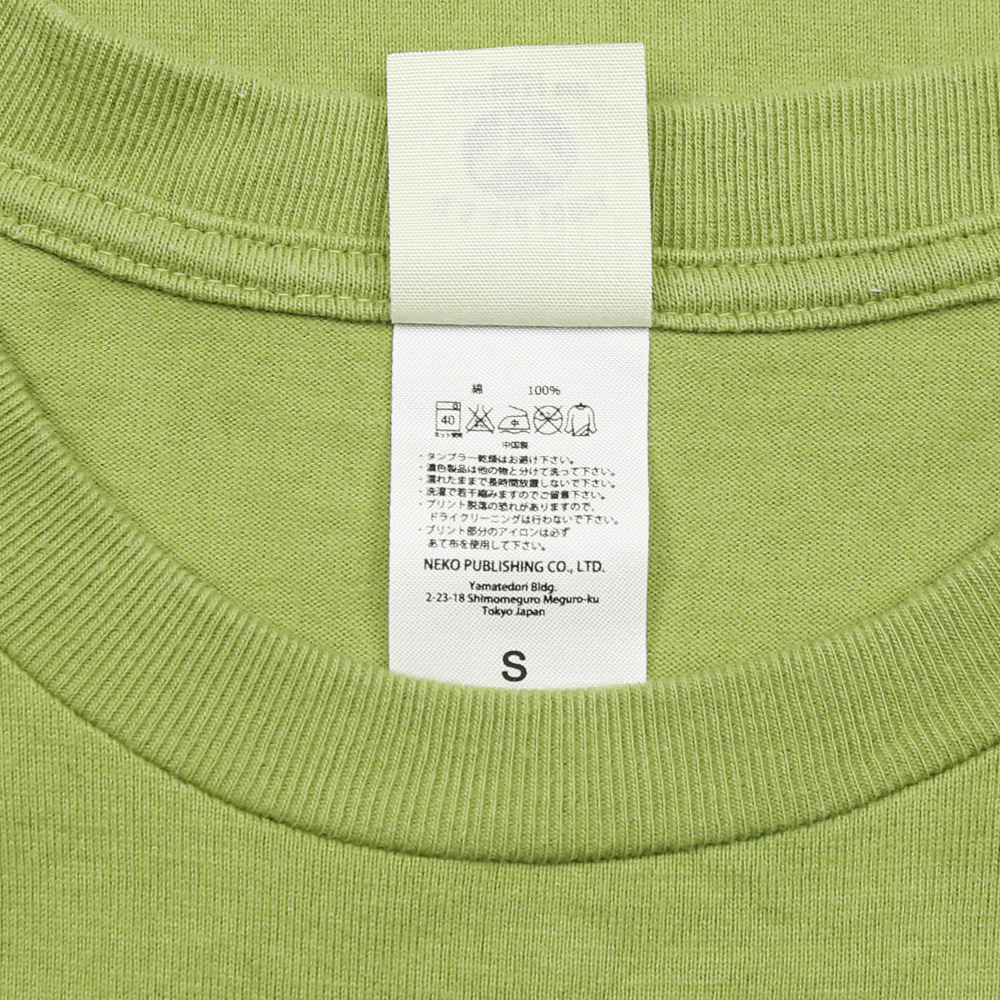 綿 100%
40
ネット使用
中
中国製
・タンブラー乾燥はお避け下さい。
・濃色製品は他の物と分けて洗って下さい。
・濡れたままで長時間放置しないで下さい。
・洗濯で若干縮みますのでご留意下さい。
・プリント脱落の恐れがありますので、
ドライクリーニングは行わないで下さい。
・プリント部分のアイロンは必ず
あて布を使用して下さい。
NEKO PUBLISHING CO., LTD.
Yamatedori Bldg.
2-23-18 Shimomeguro Meguro-ku
Tokyo Japan
S